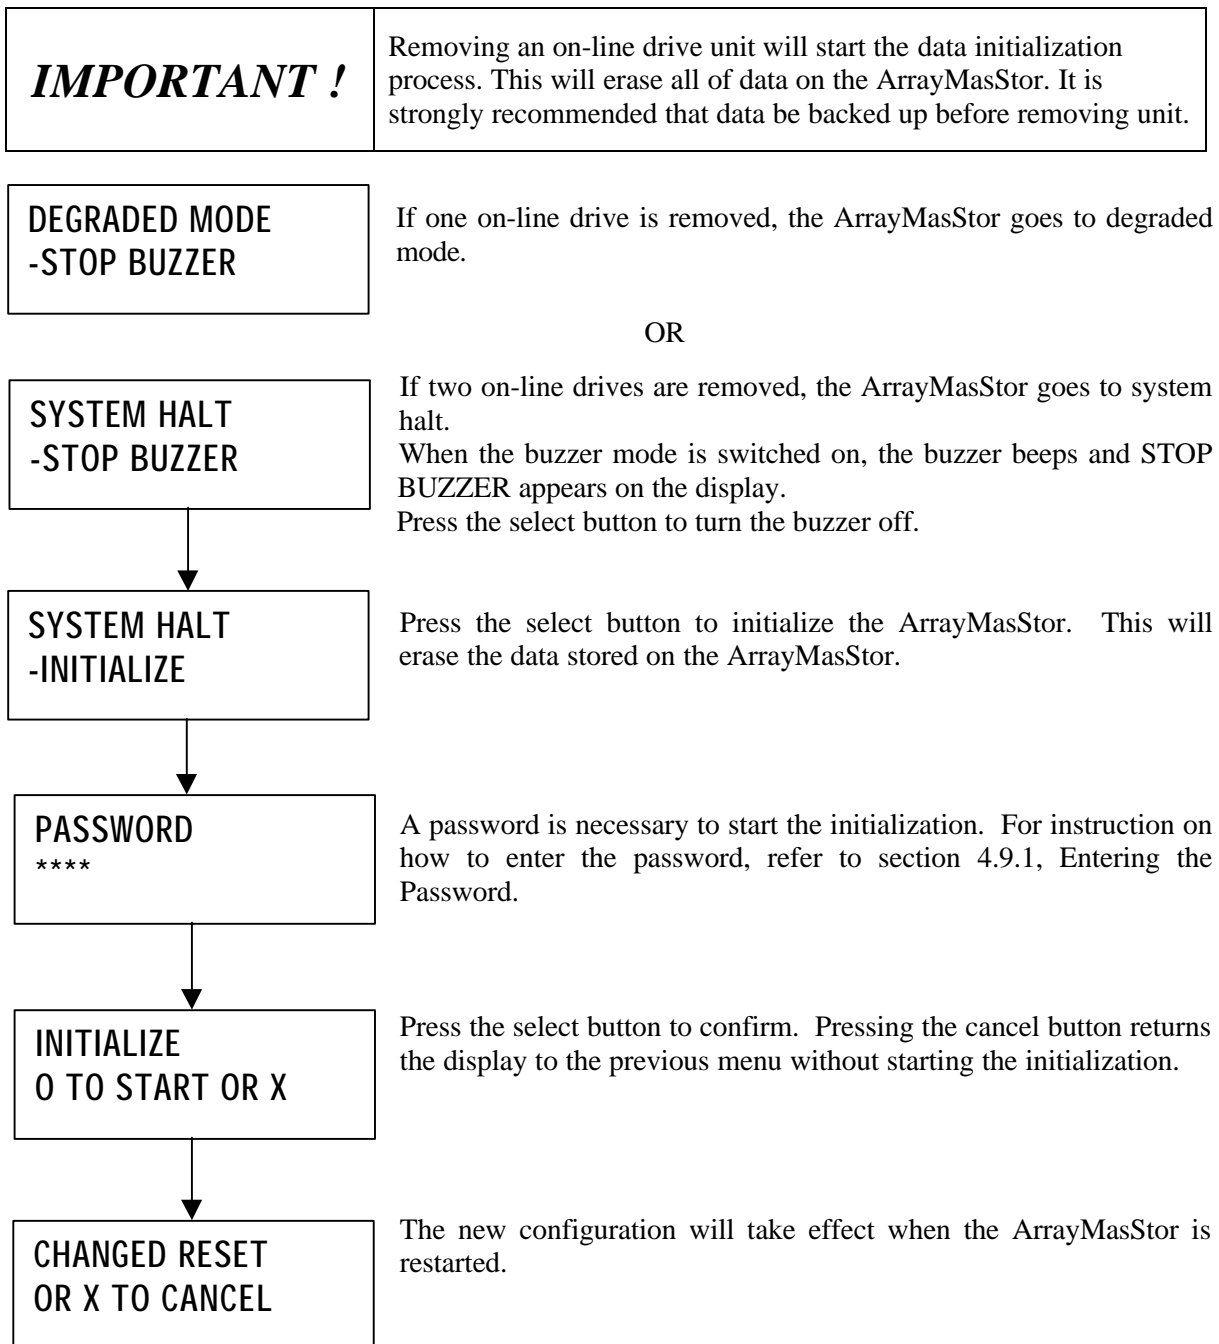 IMPORTANT !
Removing an on-line drive unit will start the data initialization
process. This will erase all of data on the ArrayMasStor. It is
strongly recommended that data be backed up before removing unit.
DEGRADED MODE
-STOP BUZZER
If one on-line drive is removed, the ArrayMasStor goes to degraded
mode.
OR
SYSTEM HALT
-STOP BUZZER
If two on-line drives are removed, the ArrayMasStor goes to system
halt.
When the buzzer mode is switched on, the buzzer beeps and STOP
BUZZER appears on the display.
Press the select button to turn the buzzer off.
SYSTEM HALT
-INITIALIZE
Press the select button to initialize the ArrayMasStor. This will
erase the data stored on the ArrayMasStor.
PASSWORD
****
A password is necessary to start the initialization. For instruction on
how to enter the password, refer to section 4.9.1, Entering the
Password.
INITIALIZE
O TO START OR X
Press the select button to confirm. Pressing the cancel button returns
the display to the previous menu without starting the initialization.
CHANGED RESET
OR X TO CANCEL
The new configuration will take effect when the ArrayMasStor is
restarted.